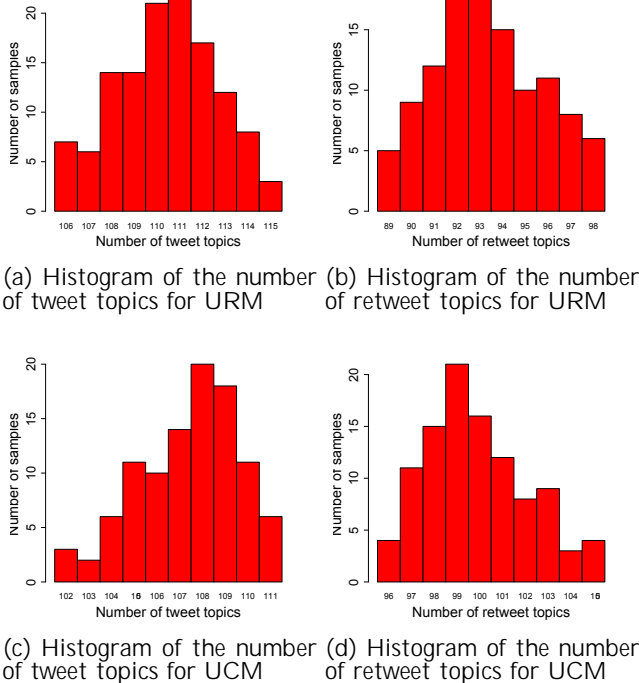 Number of samples
0 5 10 15 20
106 107 108 109 110 111 112 113 114 115
Number of tweet topics
(a) Histogram of the number
of tweet topics for URM
Number of samples
0 5 10 15
89 90 91 92 93 94 95 96 97 98
Number of retweet topics
(b) Histogram of the number
of retweet topics for URM
Number of samples
0 5 10 15 20
102 103 104 106 107 108 109 110 111
Number of tweet topics
(c) Histogram of the number
of tweet topics for UCM
Number of samples
0 5 10 15 20
96 97 98 99 100 101 102 103 104
Number of retweet topics
(d) Histogram of the number
of retweet topics for UCM